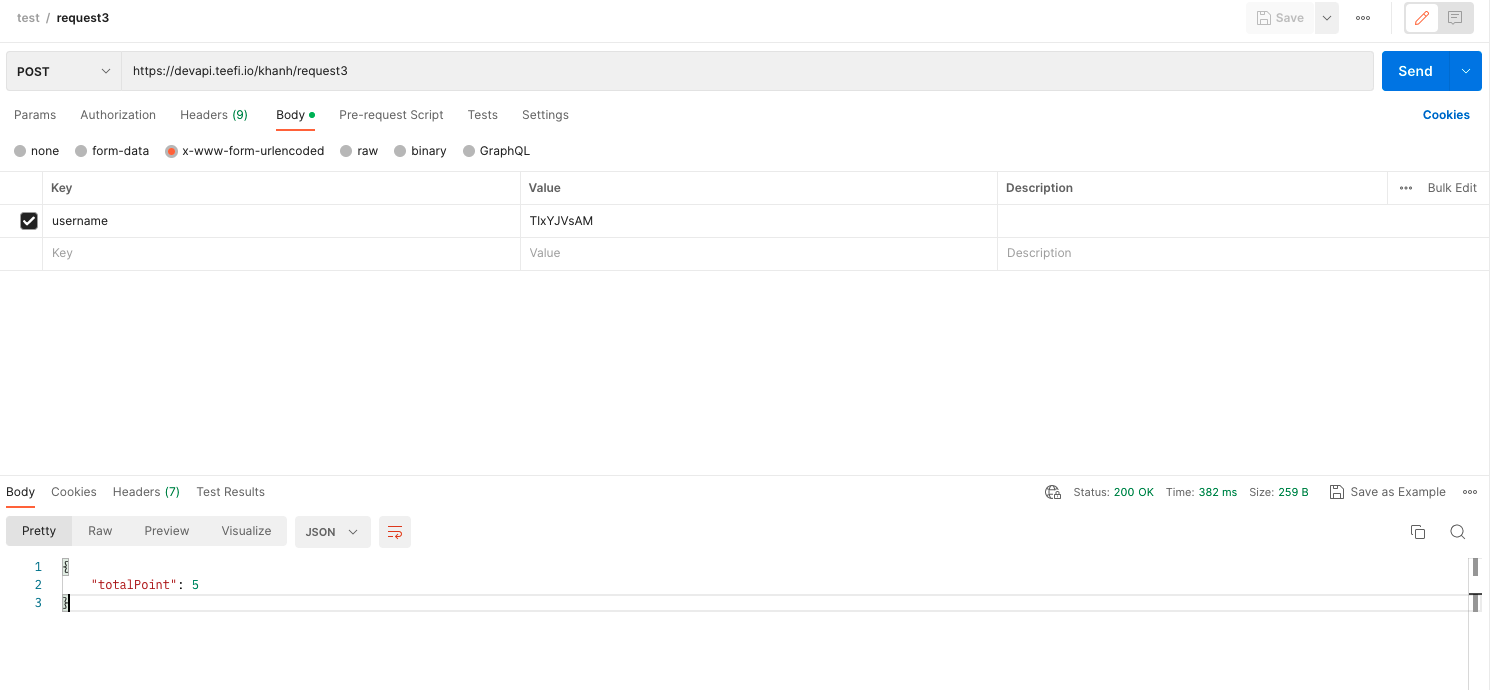 test / request3
Save
POST https://devapi.teefi.io/khanh/request3 Send
Params Authorization Headers (9) Body Pre-request Script Tests Settings Cookies
none form-data x-www-form-urlencoded raw binary GraphQL
Key Value Description Bulk Edit
username TIxYJVsAM
Key Value Description
Body Cookies Headers (7) Test Results Status: 200 OK Time: 382 ms Size: 259 B Save as Example
Pretty Raw Preview Visualize JSON
1 {
2 "totalPoint": 5
3 }